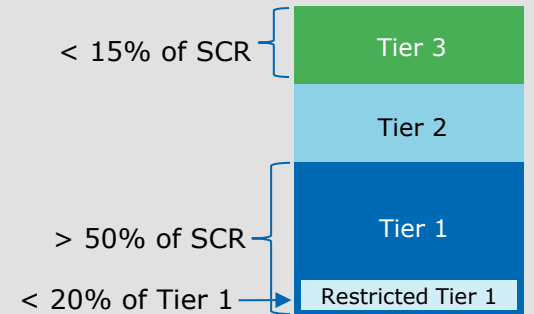 < 15% of SCR
Tier 3
Tier 2
Tier 1
> 50% of SCR
< 20% of Tier 1
Restricted Tier 1